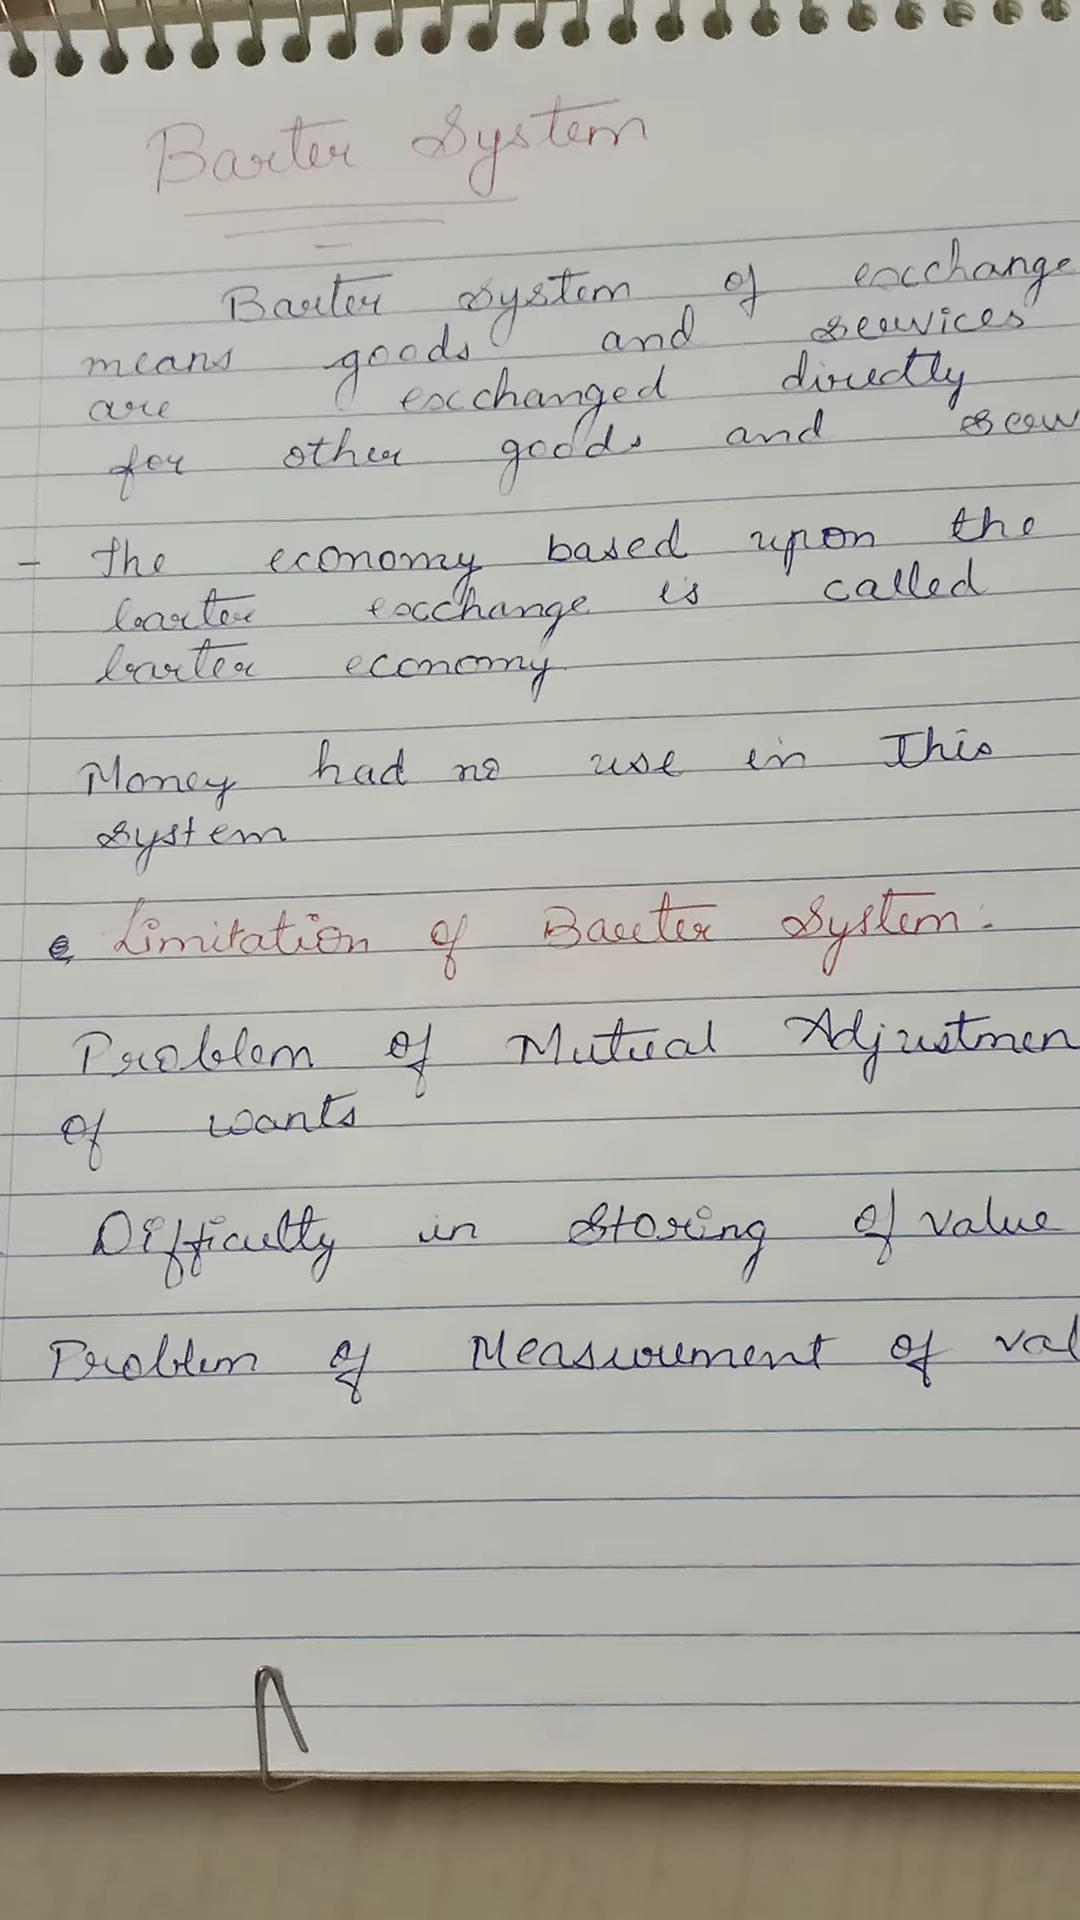 Barter System
Barter system of exchange
means goods and services
are exchanged directly
for other goods and serv
- The economy based upon the
barter exchange is called
barter economy
Money had no use in This
system
Limitation of Barter System:
Problem of Mutual Adjustmen
of wants
Difficulty in Storing of value
Problem of Measurement of val